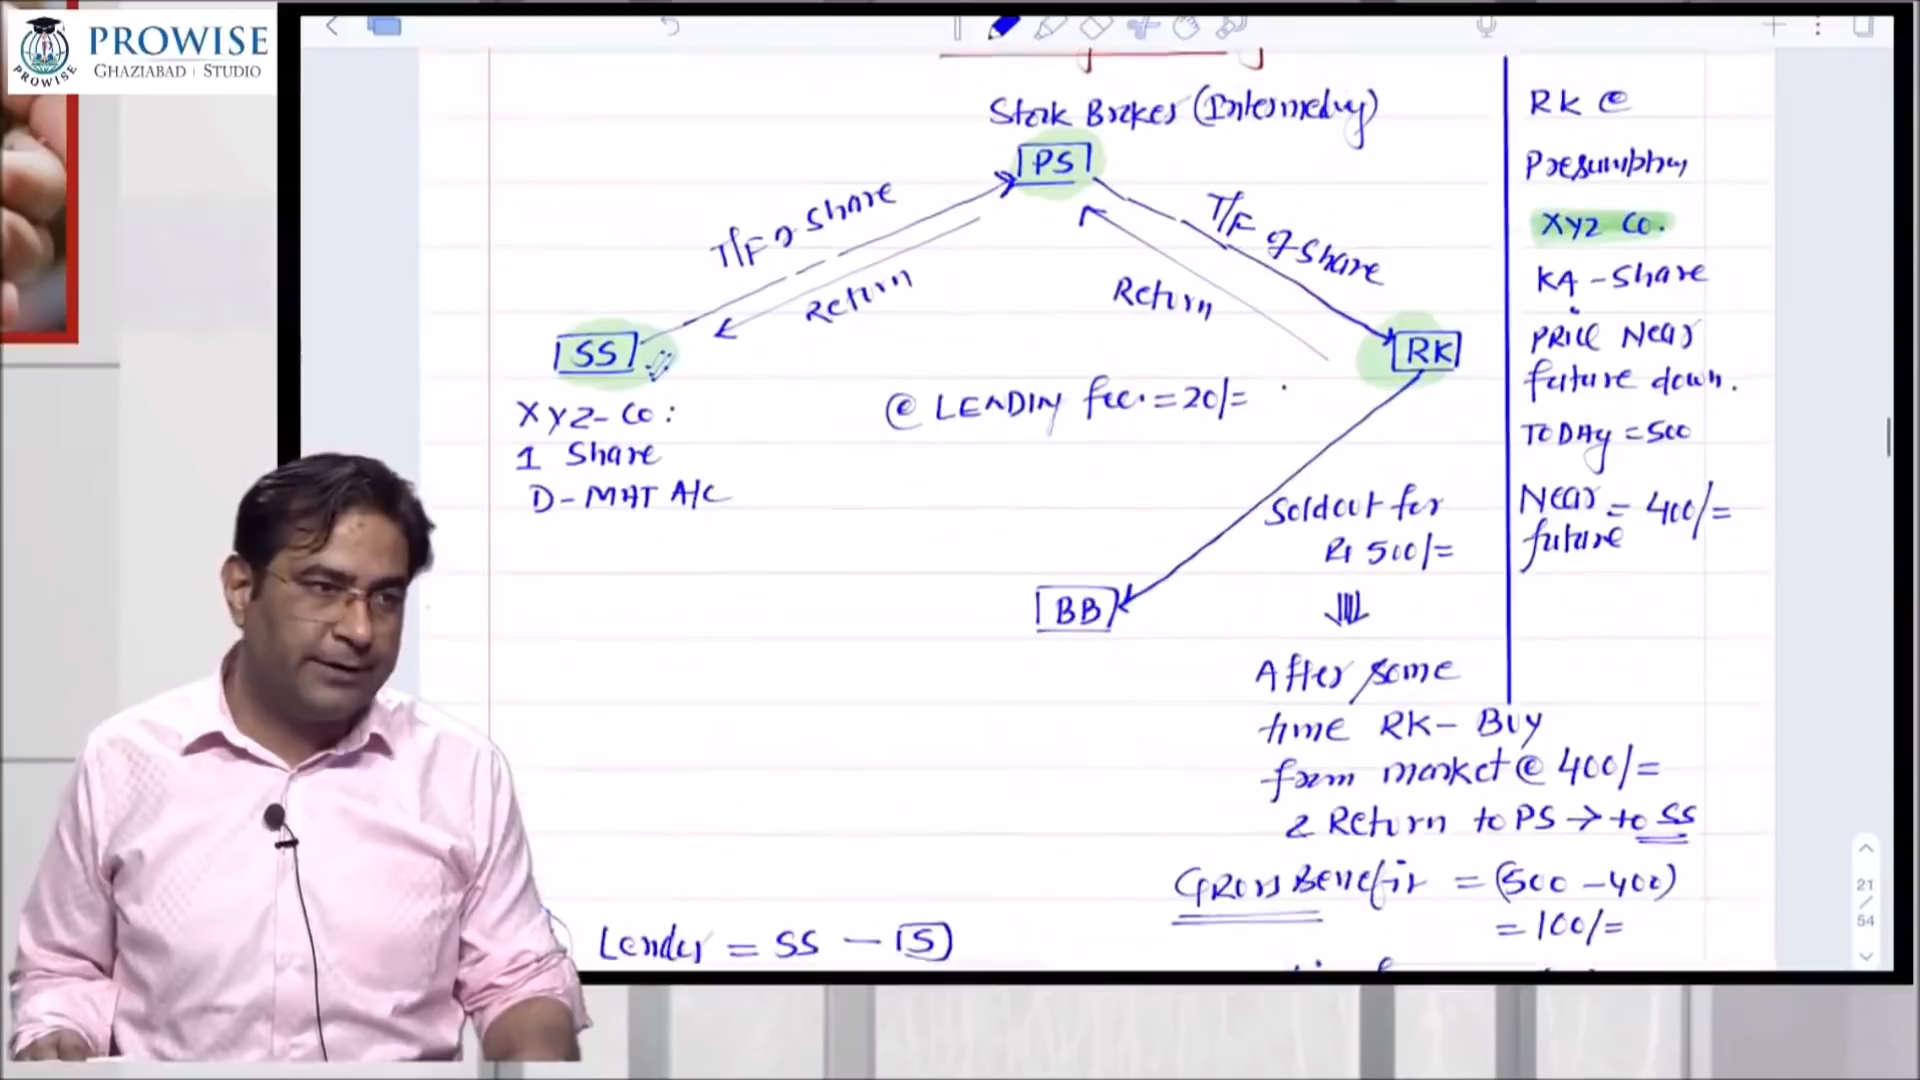 PROWISE
GHAZIABAD | STUDIO
PROWISE
Stock Broker (Intermediary)
PS
T/F of Share
Return
T/F of Share
Return
SS
RK
XYZ-Co:
1 Share
D-MAT A/C
@ LENDING fee. = 20/=
Soldout for
Rs 500/=
BB
After some
time RK- Buy
from market @ 400/=
& Return to PS → to SS
Gross Benefit = (500 - 400)
= 100/=
Lender = SS -
RK @
Presumption
XYZ Co.
KA - Share
PRICE Near
future down.
TODAY = 500
Near = 400/=
future
21
/
54